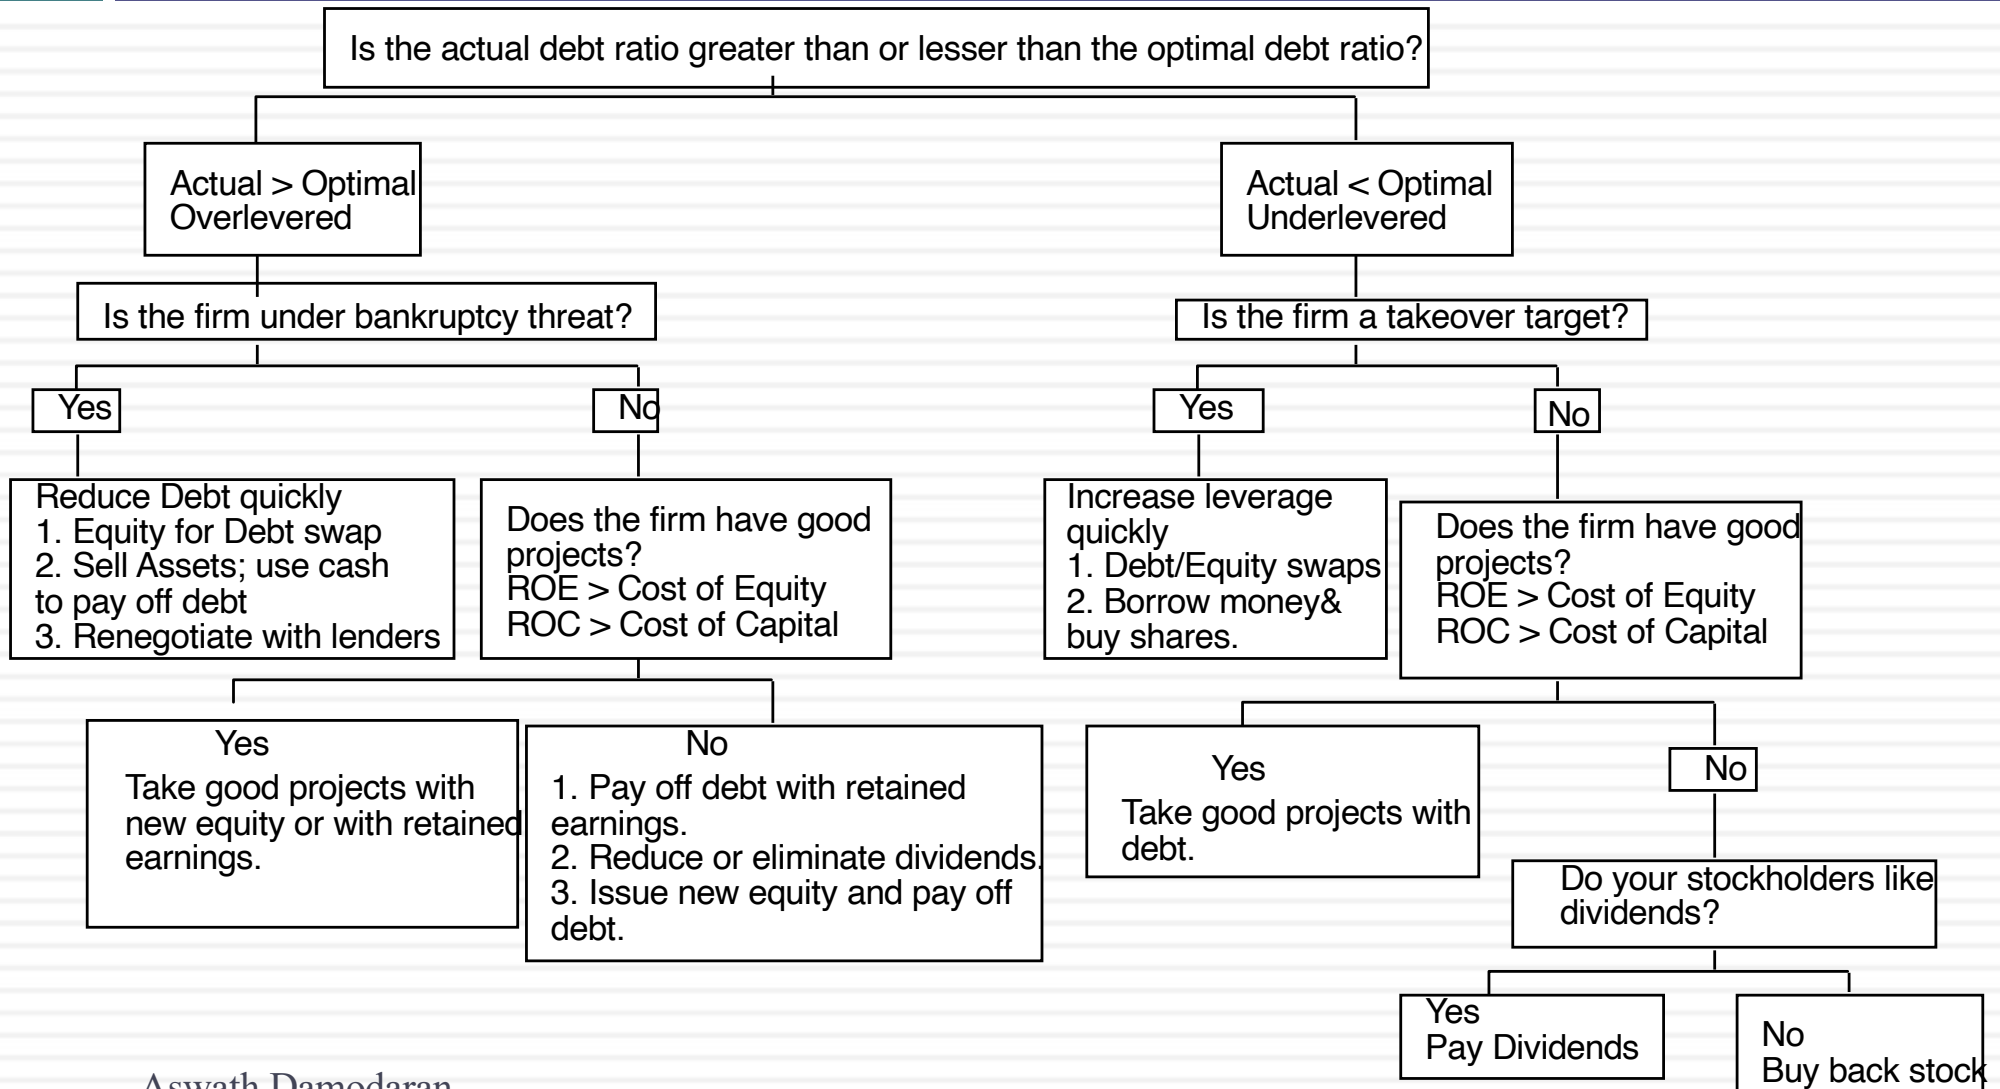 Is the actual debt ratio greater than or lesser than the optimal debt ratio?
Actual > Optimal
Overlevered
Actual < Optimal
Underlevered
Is the firm under bankruptcy threat?
Is the firm a takeover target?
Yes
No
Yes
No
Reduce Debt quickly
1. Equity for Debt swap
2. Sell Assets; use cash
to pay off debt
3. Renegotiate with lenders
Does the firm have good
projects?
ROE > Cost of Equity
ROC > Cost of Capital
Increase leverage
quickly
1. Debt/Equity swaps
2. Borrow money&
buy shares.
Does the firm have good
projects?
ROE > Cost of Equity
ROC > Cost of Capital
Yes
Take good projects with
new equity or with retained
earnings.
No
1. Pay off debt with retained
earnings.
2. Reduce or eliminate dividends.
3. Issue new equity and pay off
debt.
Yes
Take good projects with
debt.
No
Do your stockholders like
dividends?
Yes
Pay Dividends
No
Buy back stock
Aswath Damodaran